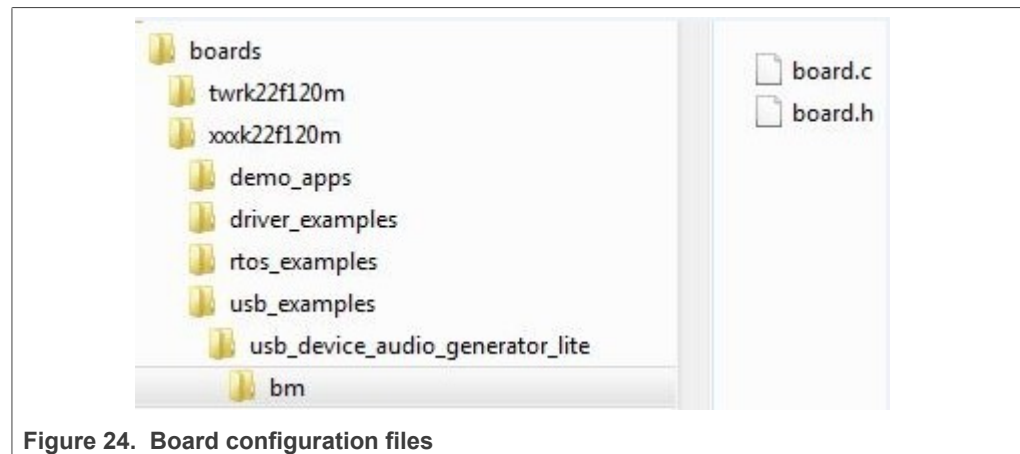 boards
twrk22f120m
xxxk22f120m
demo_apps
driver_examples
rtos_examples
usb_examples
usb_device_audio_generator_lite
bm
board.c
board.h
Figure 24. Board configuration files